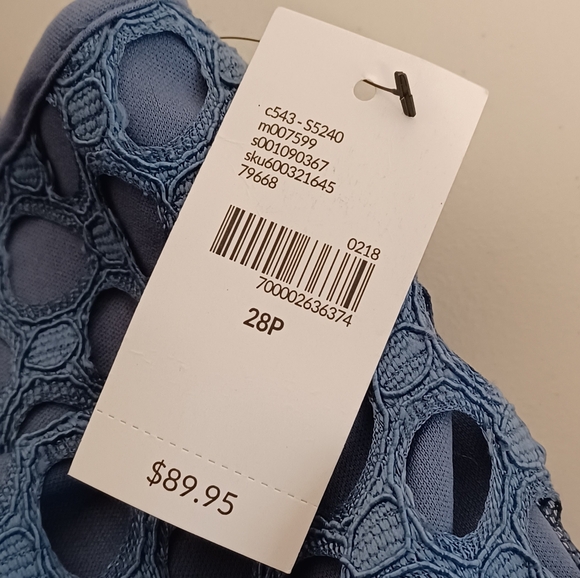 c543 - S5240
m007599
s001090367
sku600321645
79668
0218
700002636374
28P
$89.95